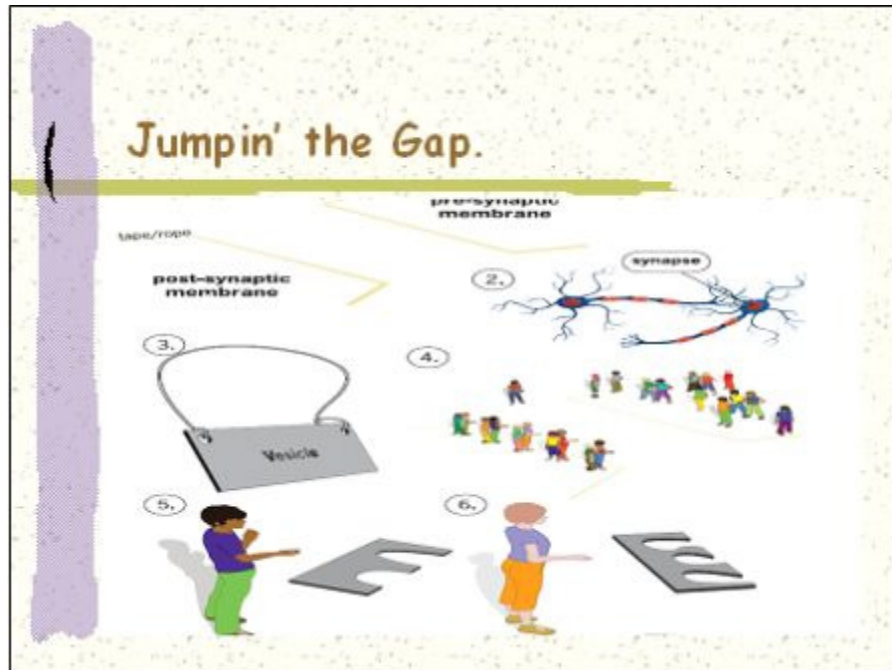 Jumpin' the Gap.
pre-synaptic
membrane
tape/rope
post-synaptic
membrane
2.
synapse
3.
4.
Vesicle
5.
6.